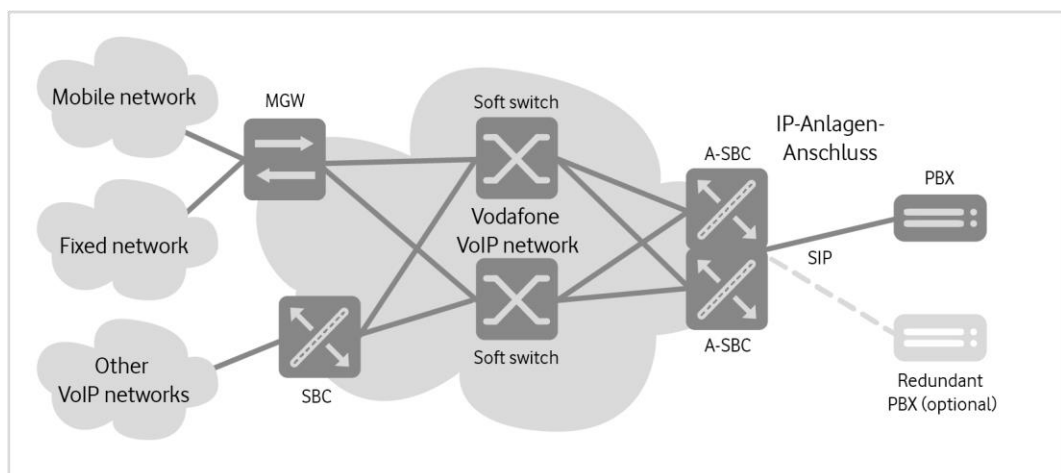 Mobile network
MGW
Soft switch
IP-Anlagen-
Anschluss
A-SBC
PBX
Fixed network
Vodafone
VoIP network
SIP
Other
VoIP networks
SBC
Soft switch
A-SBC
Redundant
PBX (optional)